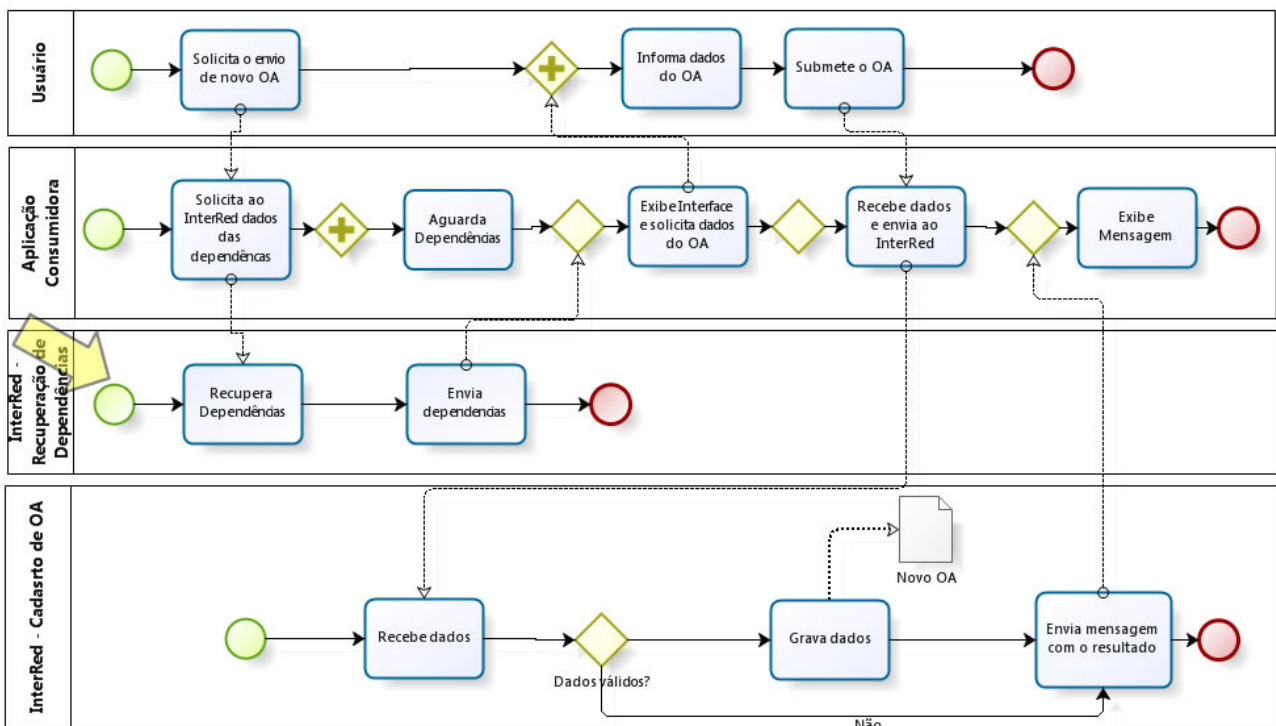 Usuário
Solicita o envio
de novo OA
Informa dados
do OA
Submete o OA
Aplicação
Consumidora
Solicita ao
InterRed dados
das
dependêncas
Aguarda
Dependências
Exibe Interface
e solicita dados
do OA
Recebe dados
e envia ao
InterRed
Exibe
Mensagem
InterRed -
Recuperação de
Dependências
Recupera
Dependências
Envia
dependencias
InterRed - Cadasrto de OA
Recebe dados
Dados válidos?
Grava dados
Novo OA
Envia mensagem
com o resultado
Não